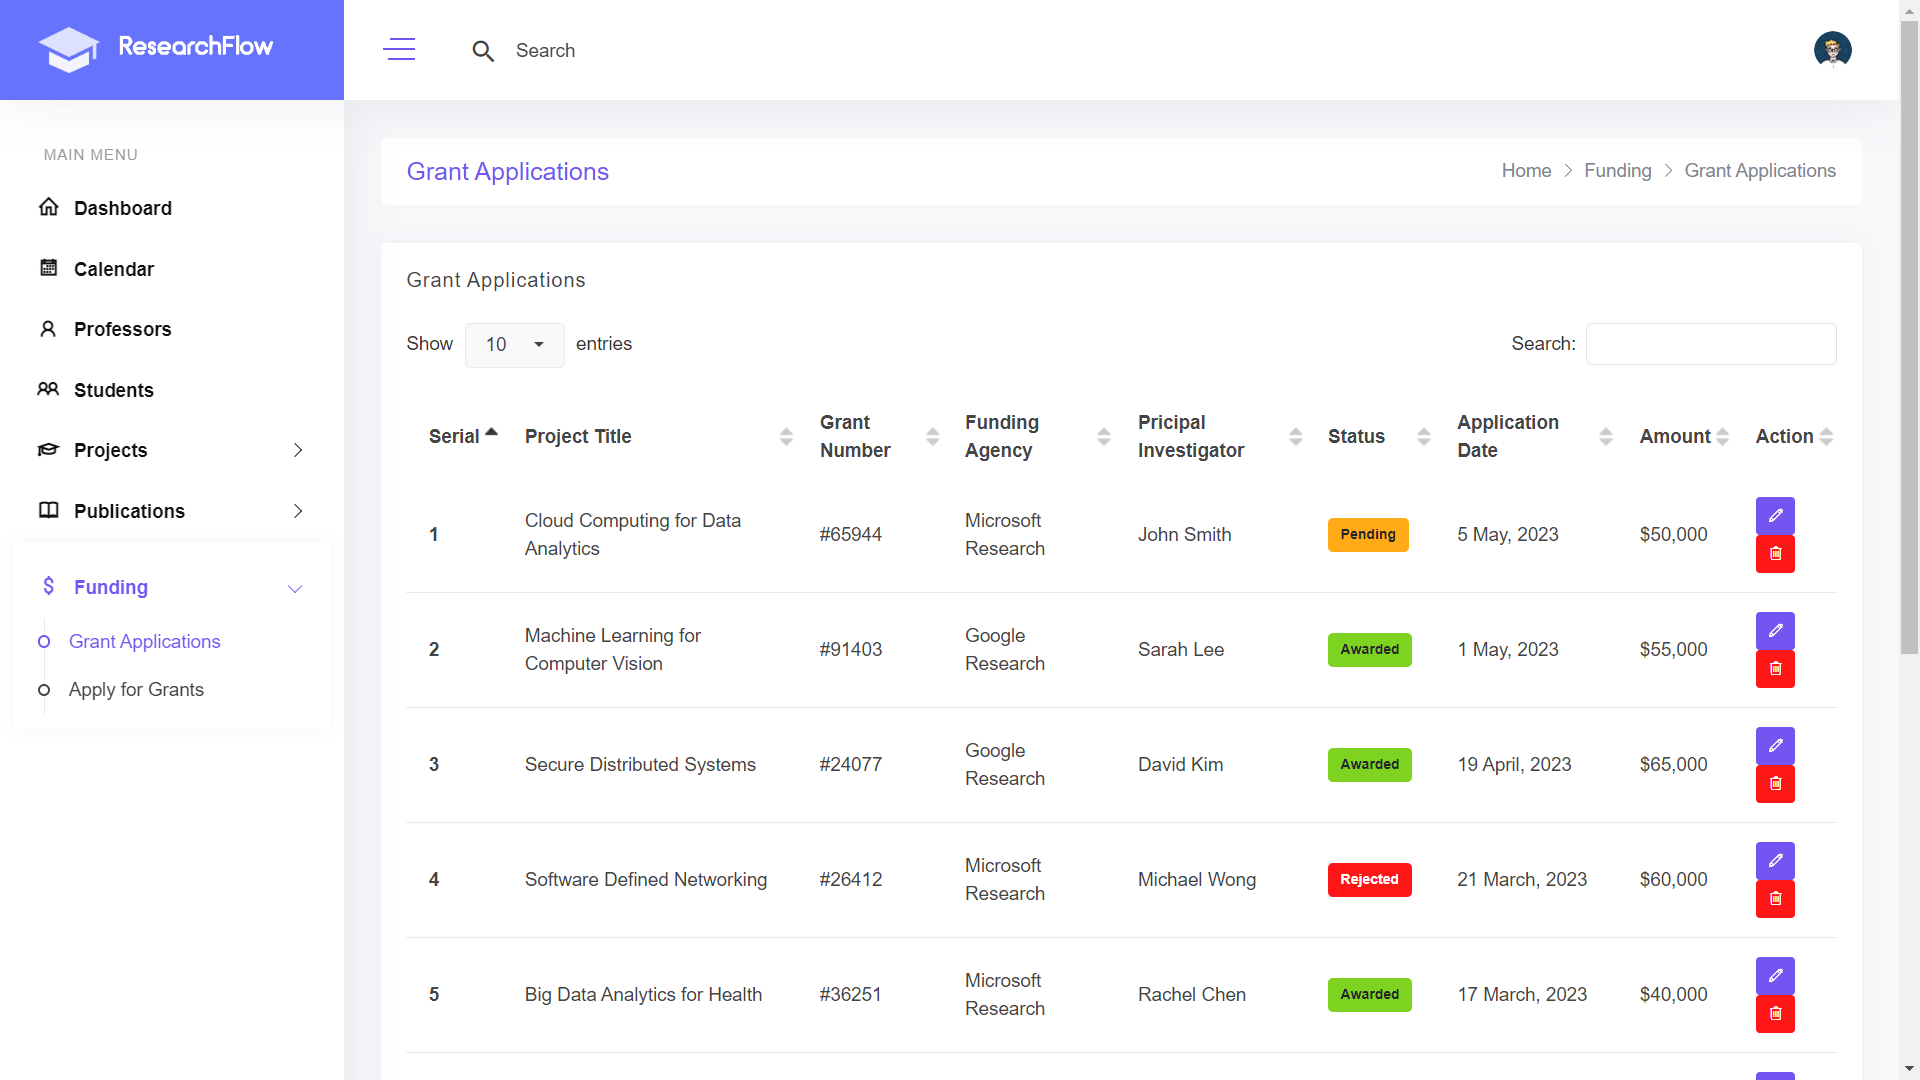 ResearchFlow
Search
MAIN MENU
Dashboard
Calendar
Professors
Students
Projects
Publications
Funding
Grant Applications
Apply for Grants
Grant Applications
Home > Funding > Grant Applications
Grant Applications
Show 10 entries
Search:
Serial Project Title Grant Number Funding Agency Pricipal Investigator Status Application Date Amount Action
1 Cloud Computing for Data Analytics #65944 Microsoft Research John Smith Pending 5 May, 2023 $50,000
2 Machine Learning for Computer Vision #91403 Google Research Sarah Lee Awarded 1 May, 2023 $55,000
3 Secure Distributed Systems #24077 Google Research David Kim Awarded 19 April, 2023 $65,000
4 Software Defined Networking #26412 Microsoft Research Michael Wong Rejected 21 March, 2023 $60,000
5 Big Data Analytics for Health #36251 Microsoft Research Rachel Chen Awarded 17 March, 2023 $40,000